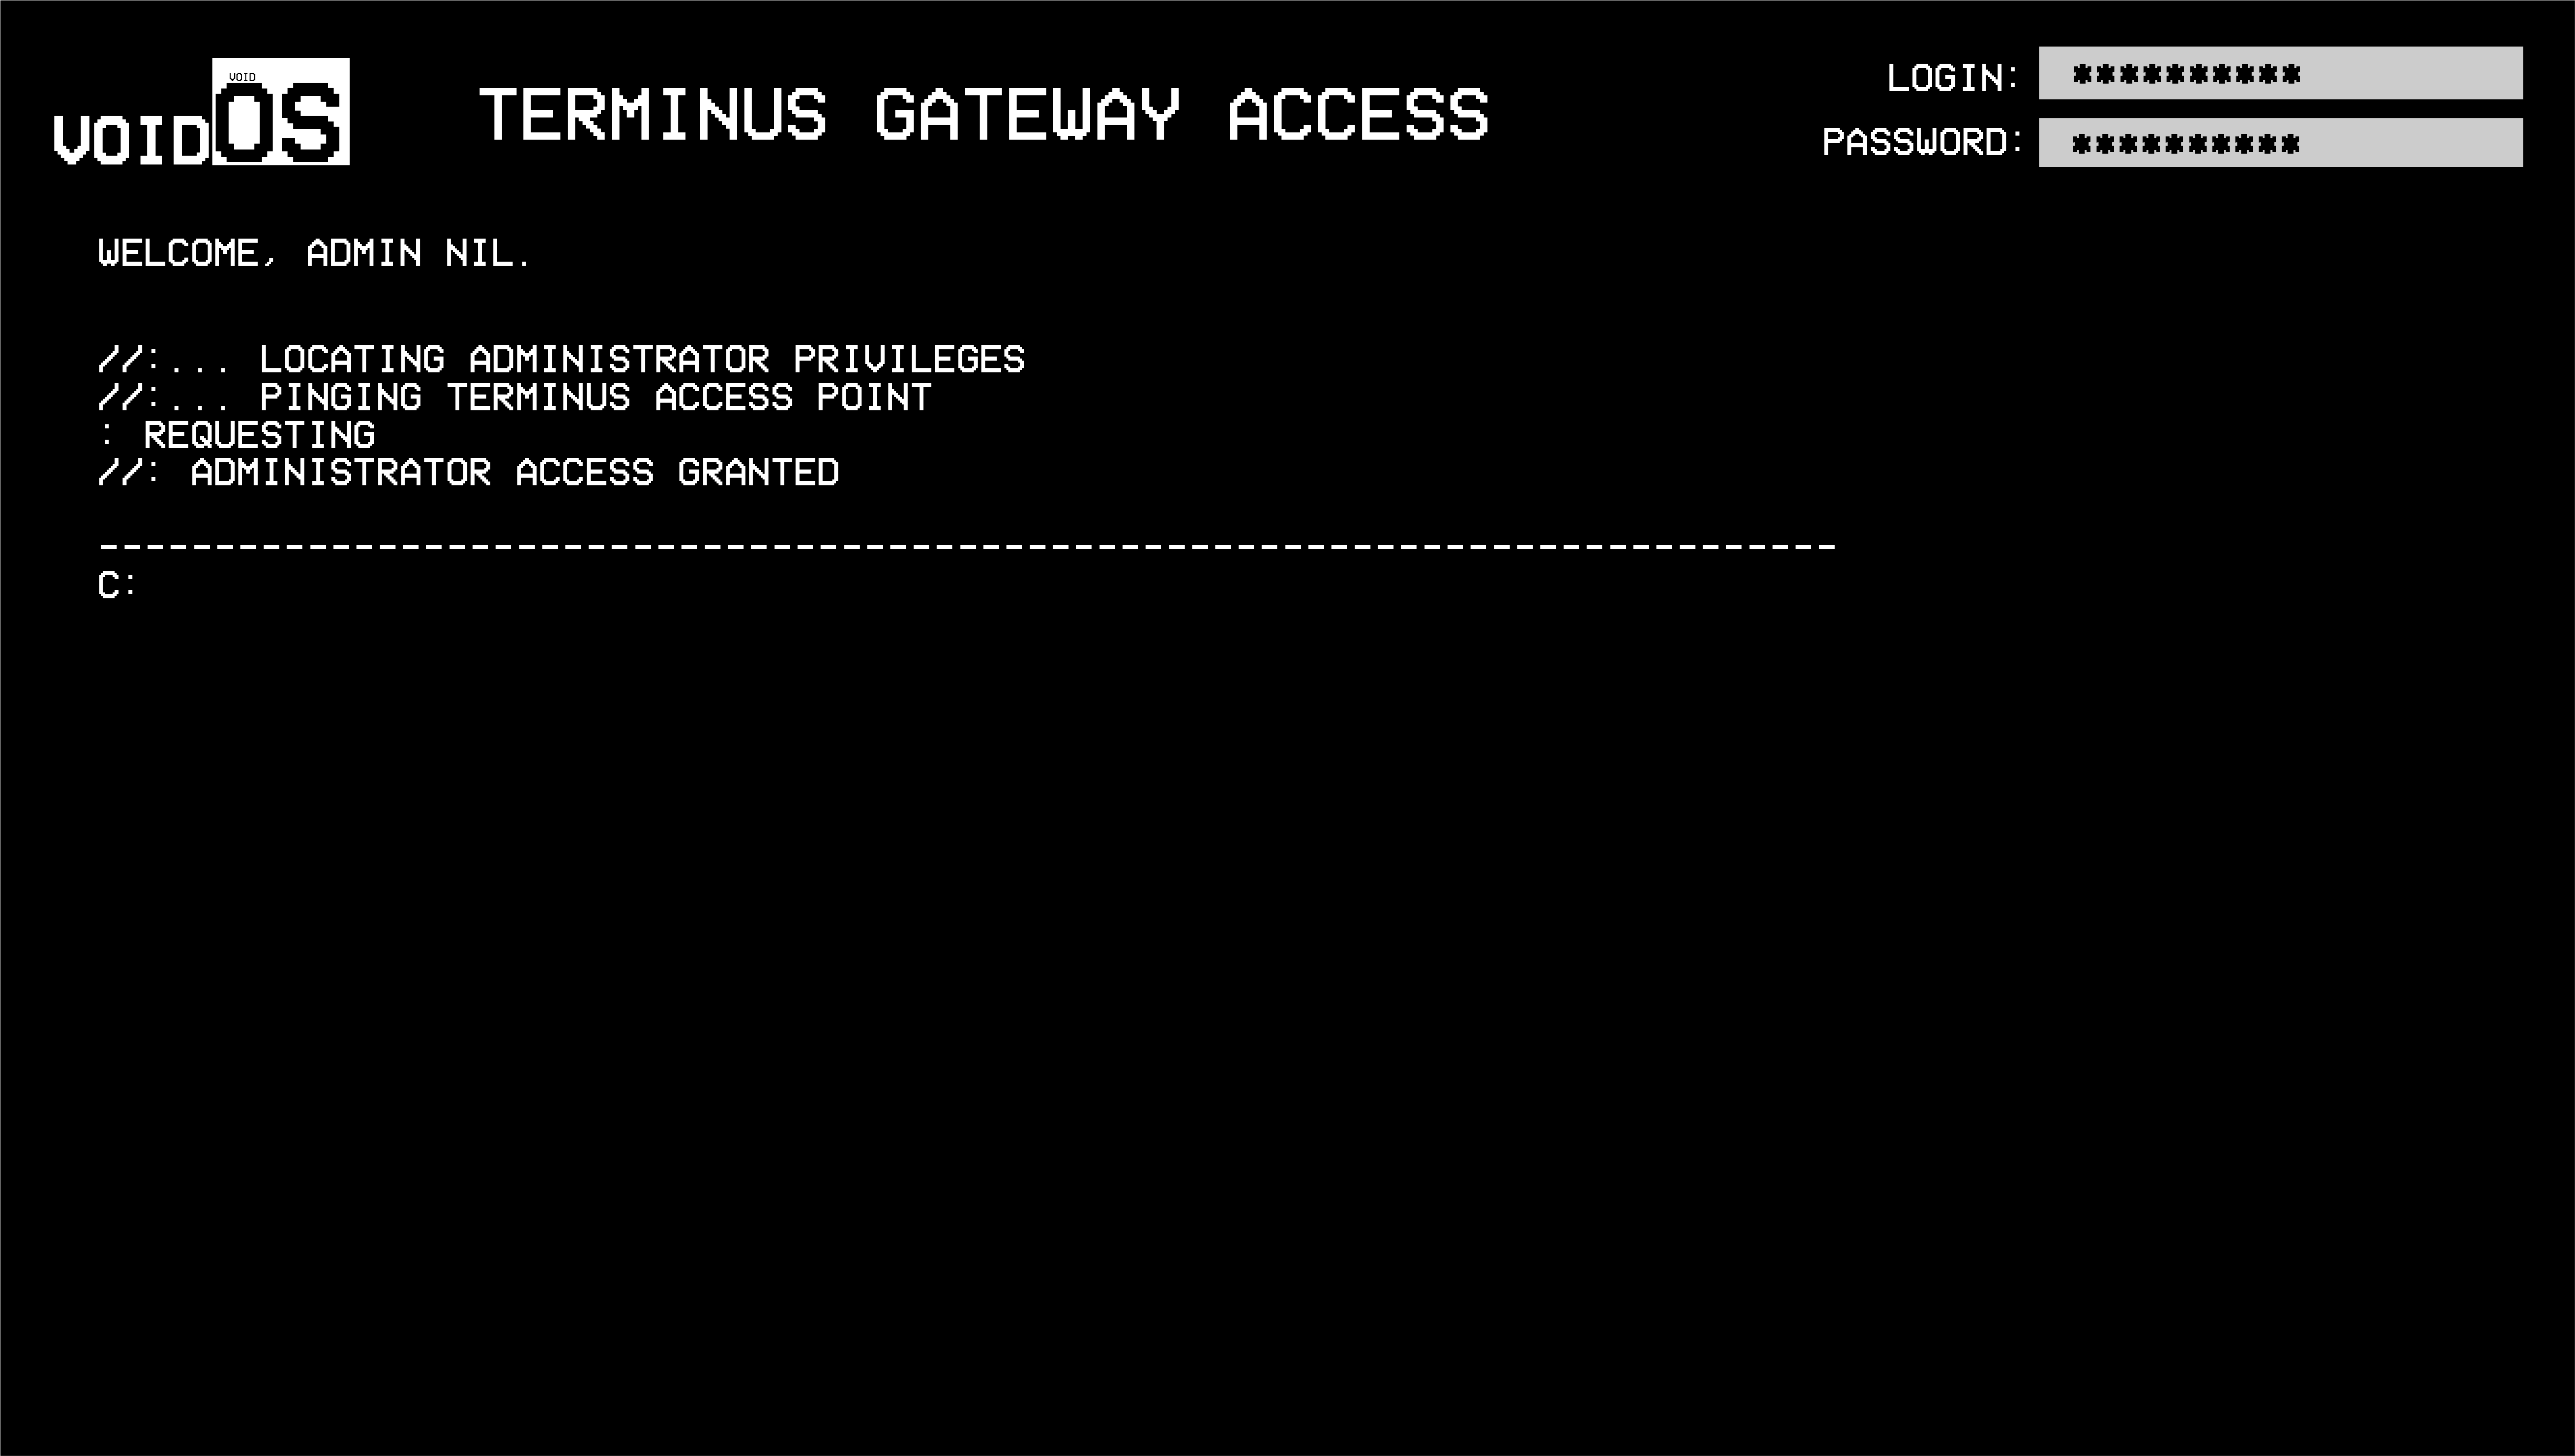 VOID
VOIDOS
TERMINUS GATEWAY ACCESS
LOGIN: **********
PASSWORD: **********
WELCOME, ADMIN NIL.
//:... LOCATING ADMINISTRATOR PRIVILEGES
//:... PINGING TERMINUS ACCESS POINT
: REQUESTING
//: ADMINISTRATOR ACCESS GRANTED
---------------------------------------------------------------------------
C: